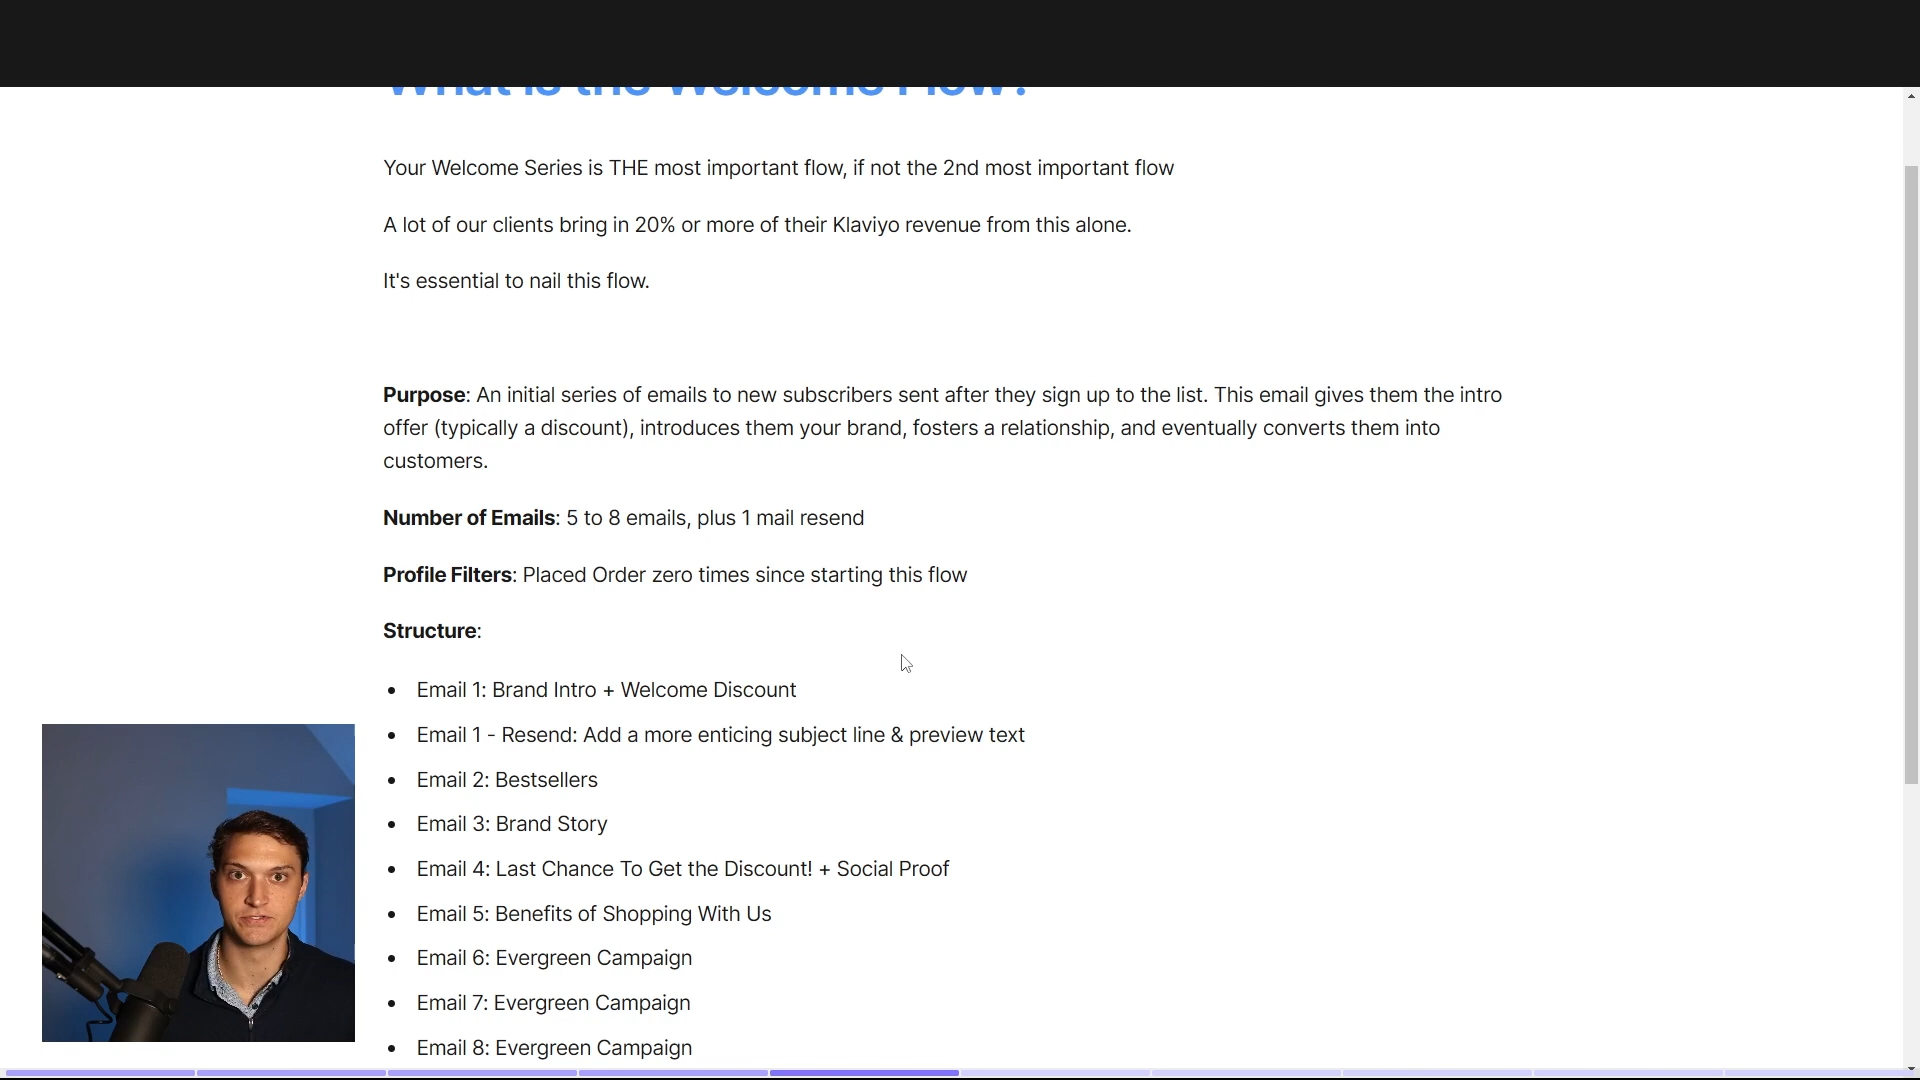 What is the Welcome Flow?
Your Welcome Series is THE most important flow, if not the 2nd most important flow
A lot of our clients bring in 20% or more of their Klaviyo revenue from this alone.
It's essential to nail this flow.
Purpose: An initial series of emails to new subscribers sent after they sign up to the list. This email gives them the intro
offer (typically a discount), introduces them your brand, fosters a relationship, and eventually converts them into
customers.
Number of Emails: 5 to 8 emails, plus 1 mail resend
Profile Filters: Placed Order zero times since starting this flow
Structure:
• Email 1: Brand Intro + Welcome Discount
• Email 1 - Resend: Add a more enticing subject line & preview text
• Email 2: Bestsellers
• Email 3: Brand Story
• Email 4: Last Chance To Get the Discount! + Social Proof
• Email 5: Benefits of Shopping With Us
• Email 6: Evergreen Campaign
• Email 7: Evergreen Campaign
• Email 8: Evergreen Campaign